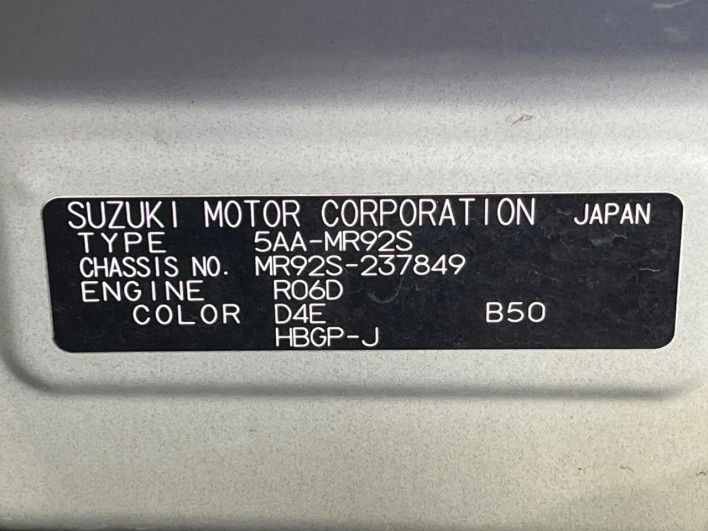 SUZUKI MOTOR CORPORATION JAPAN
TYPE 5AA-MR92S
CHASSIS NO. MR92S-237849
ENGINE R06D
COLOR D4E B50
HBGP-J